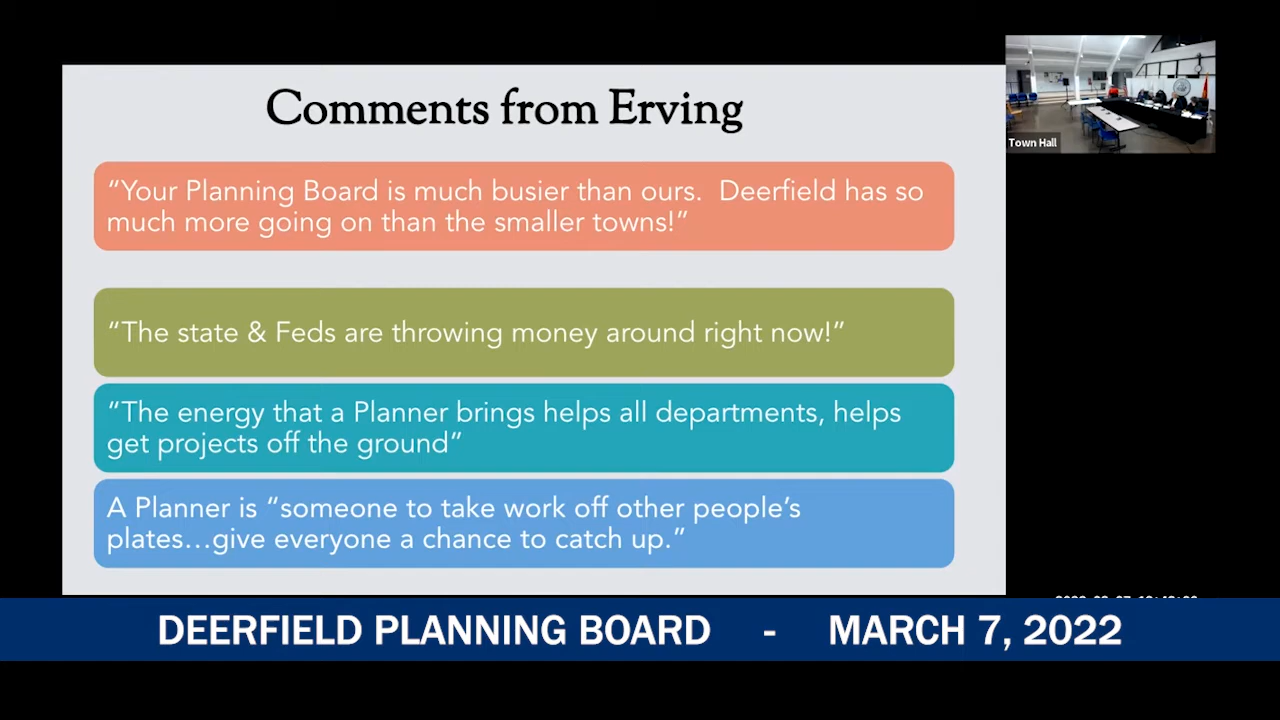 Comments from Erving
“Your Planning Board is much busier than ours.  Deerfield has so
much more going on than the smaller towns!”
“The state & Feds are throwing money around right now!”
“The energy that a Planner brings helps all departments, helps
get projects off the ground”
A Planner is “someone to take work off other people’s
plates…give everyone a chance to catch up.”
Town Hall
DEERFIELD PLANNING BOARD - MARCH 7, 2022